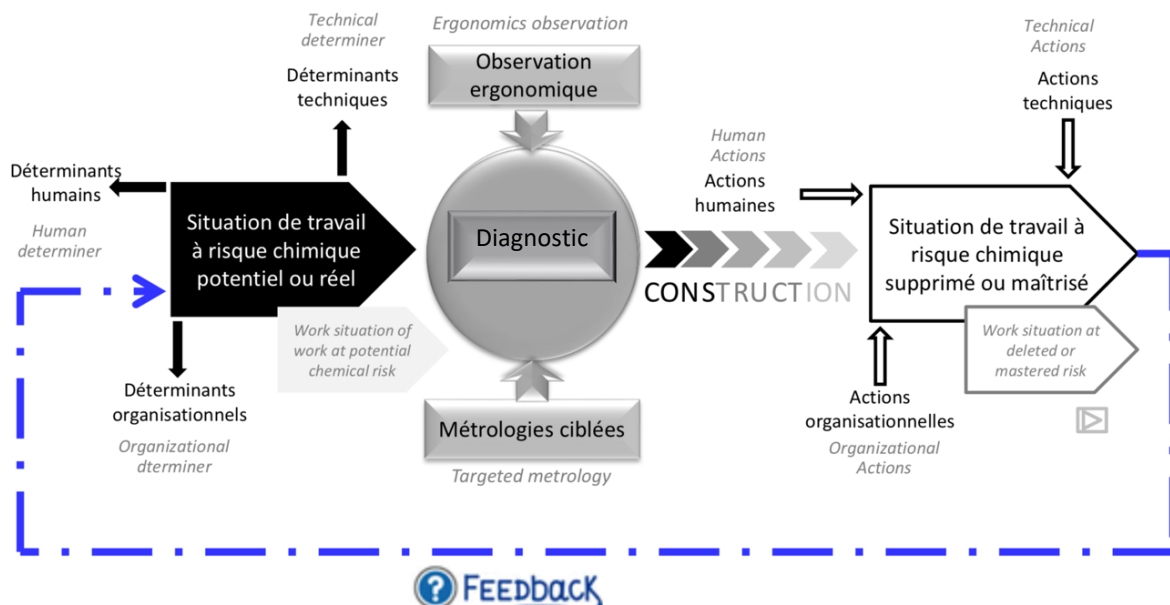 Technical
determiner
Déterminants
techniques
Déterminants
humains
Human
determiner
Situation de travail
à risque chimique
potentiel ou réel
Work situation of
work at potential
chemical risk
Déterminants
organisationnels
Organizational
dterminer
Ergonomics observation
Observation
ergonomique
Diagnostic
Métrologies ciblées
Targeted metrology
CONSTRUCTION
Human
Actions
Actions
humaines
Technical
Actions
Actions
techniques
Situation de travail à
risque chimique
supprimé ou maîtrisé
Work situation at
deleted or
mastered risk
Actions
organisationnelles
Organizational
Actions
? FEEDbACK